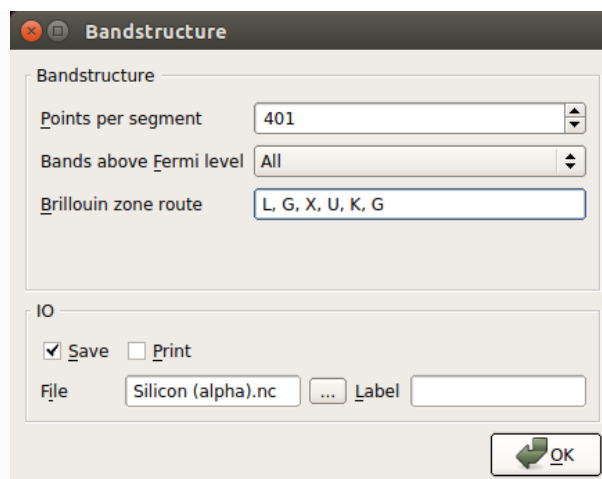 Bandstructure
Bandstructure
Points per segment 401
Bands above Fermi level All
Brillouin zone route L, G, X, U, K, G
IO
Save Print
File Silicon (alpha).nc ... Label
OK